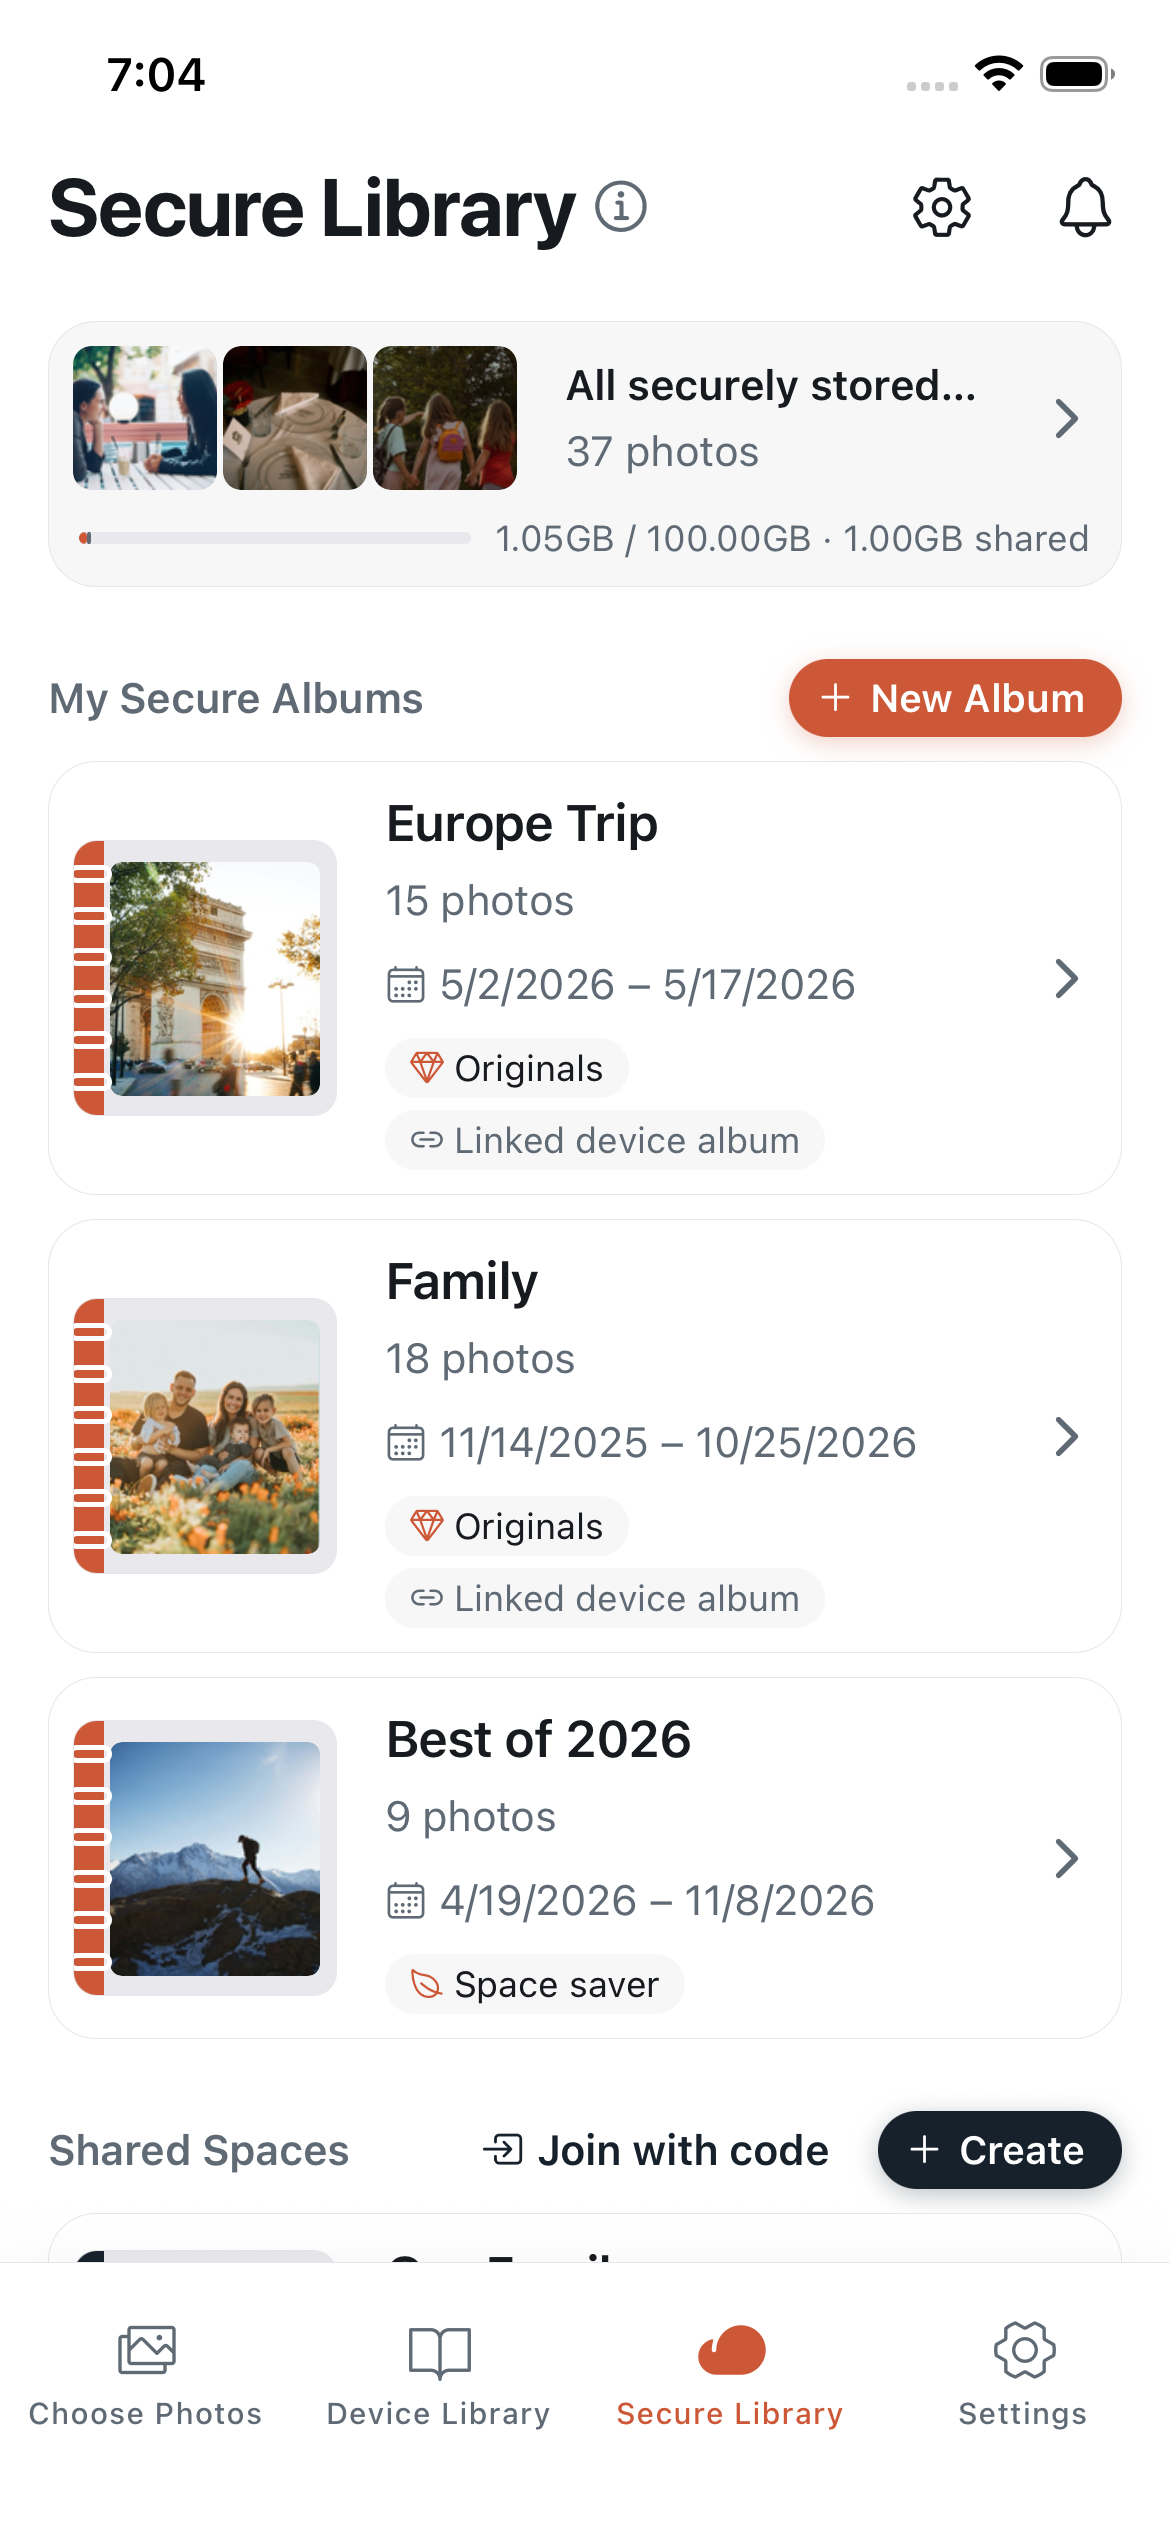 7:04
Secure Library
All securely stored...
37 photos
1.05GB / 100.00GB · 1.00GB shared
My Secure Albums
+ New Album
Europe Trip
15 photos
5/2/2026 – 5/17/2026
Originals
Linked device album
Family
18 photos
11/14/2025 – 10/25/2026
Originals
Linked device album
Best of 2026
9 photos
4/19/2026 – 11/8/2026
Space saver
Shared Spaces
Join with code
+ Create
Choose Photos
Device Library
Secure Library
Settings